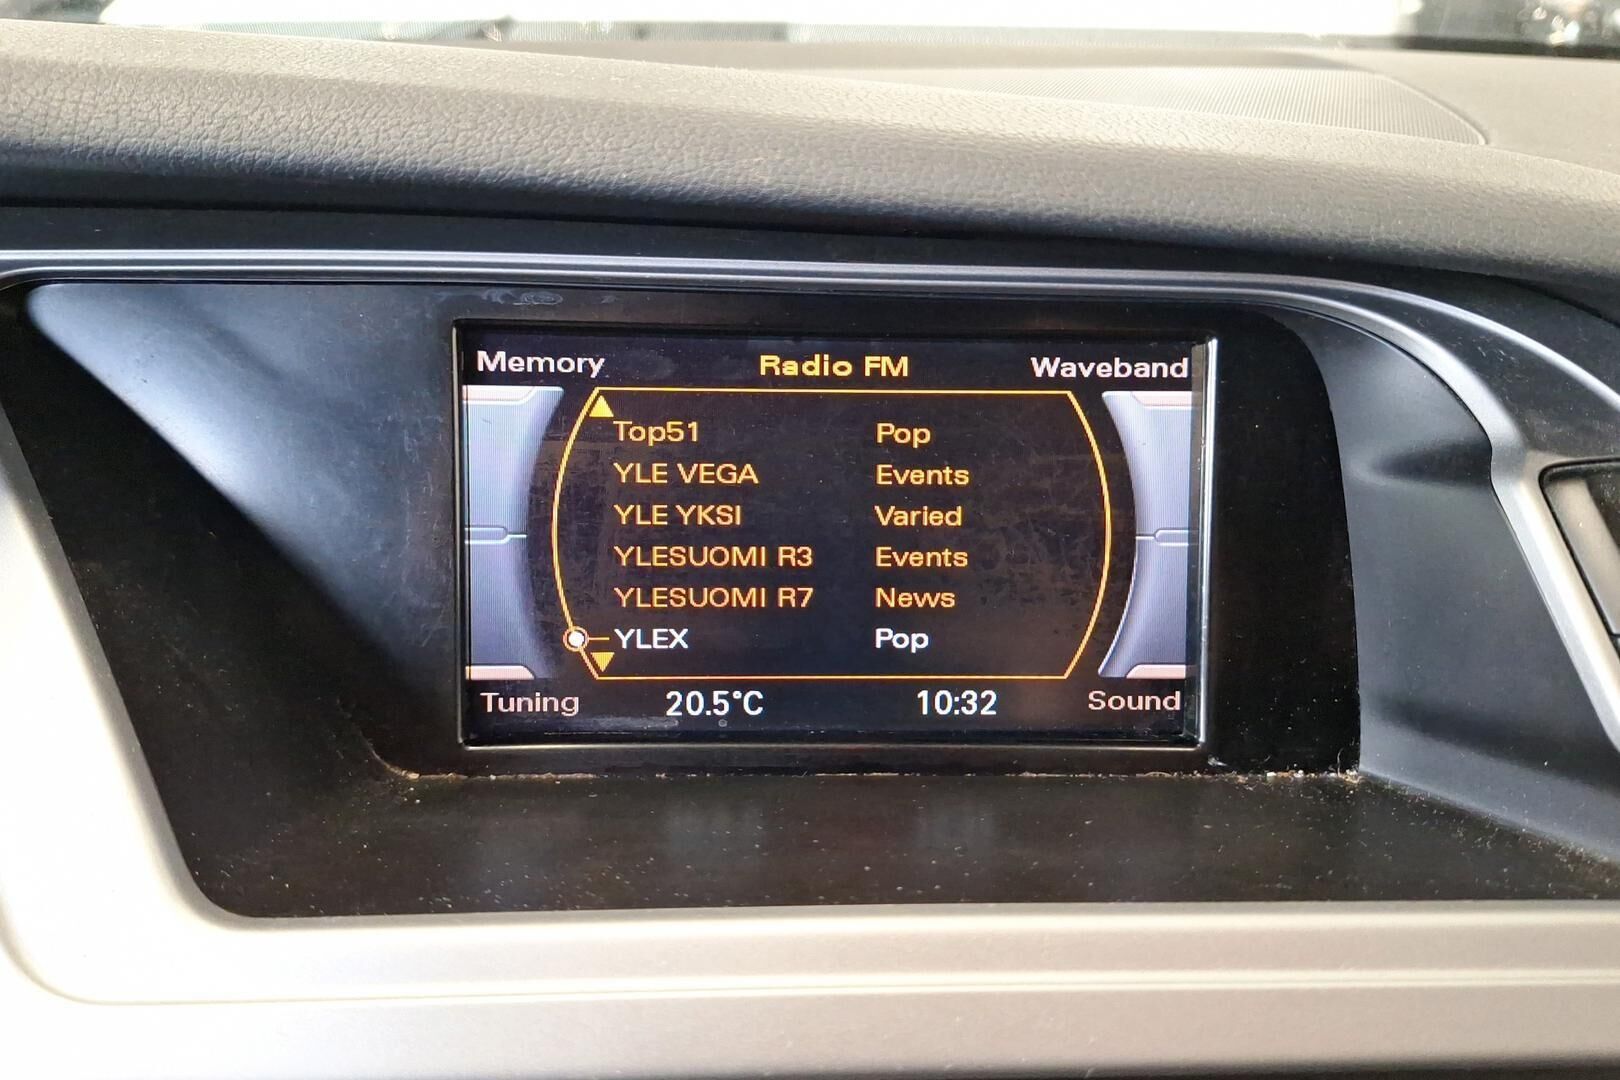 Memory Radio FM Waveband
Top51 Pop
YLE VEGA Events
YLE YKSI Varied
YLESUOMI R3 Events
YLESUOMI R7 News
YLEX Pop
Tuning 20.5°C 10:32 Sound